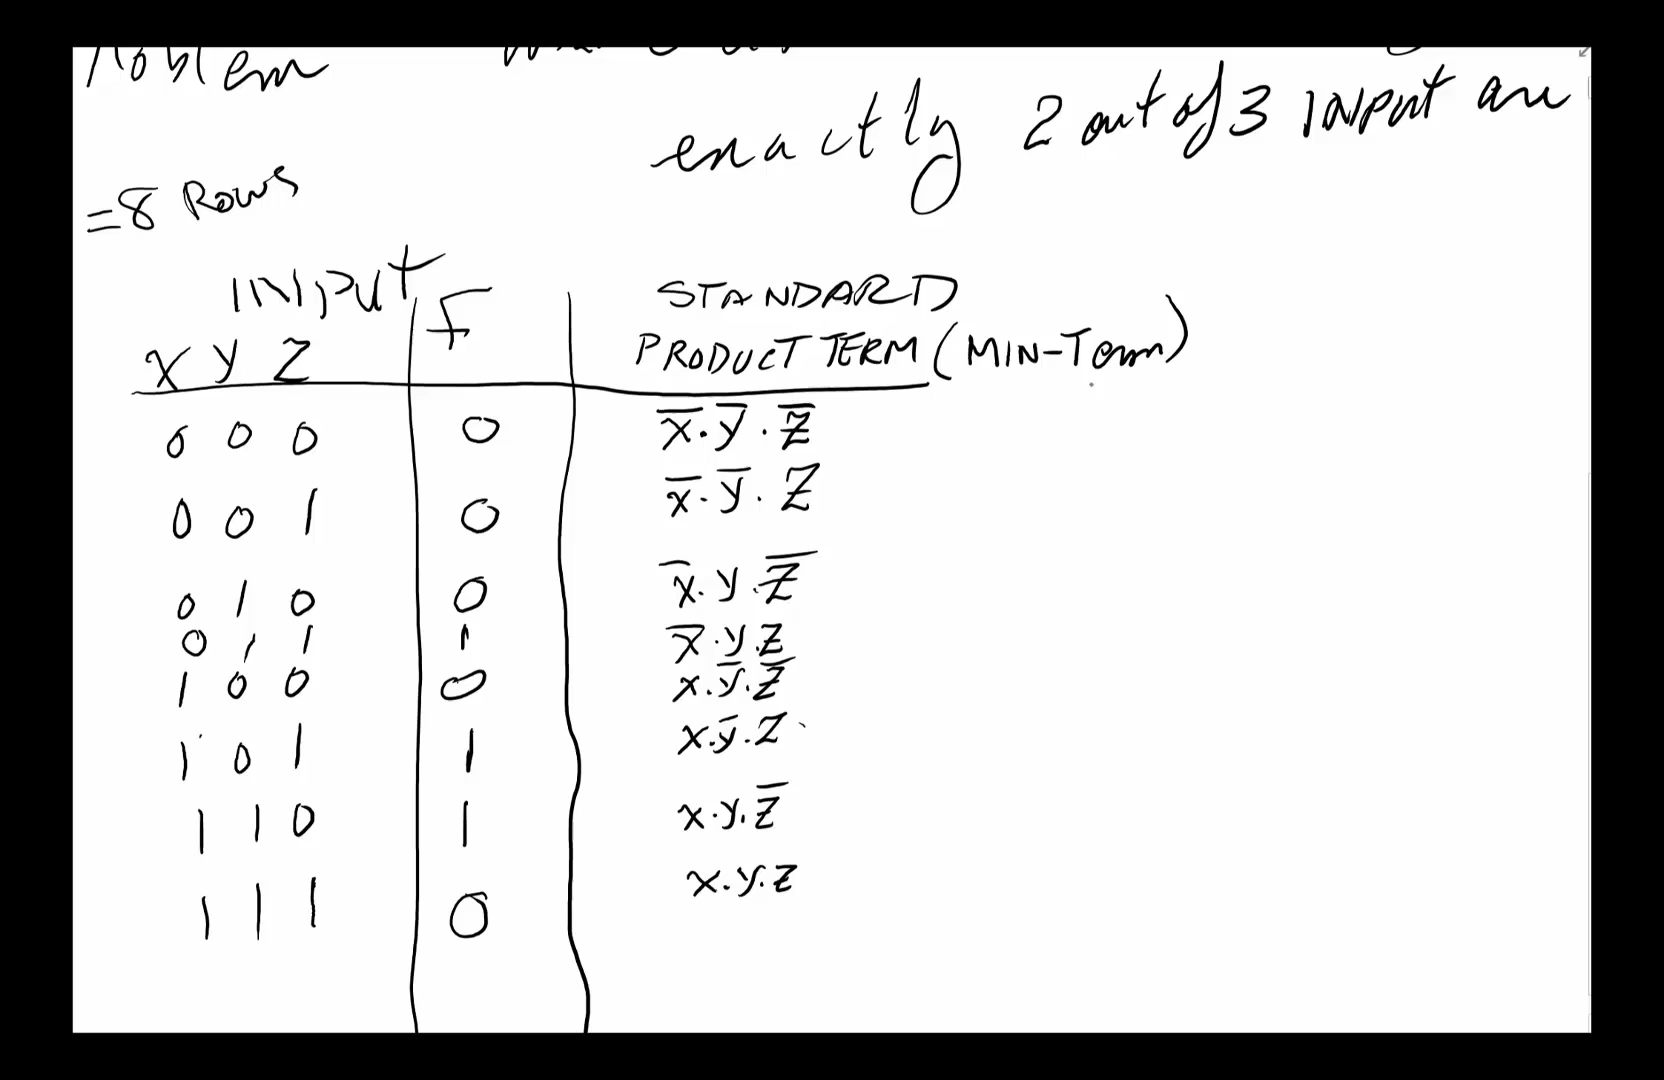 Problem
exactly 2 out of 3 INPUT are
=8 ROWS
INPUT F STANDARD
X Y Z PRODUCT TERM (MIN-Term)
0 0 0 0 x̅.y̅.z̅
0 0 1 0 x̅.y̅.Z
0 1 0 0 x̅.y.z̅
0 1 1 1 x̅.y.z
1 0 0 0 x.y̅.z̅
1 0 1 1 x.y̅.z
1 1 0 1 x.y.z̅
1 1 1 0 x.y.z